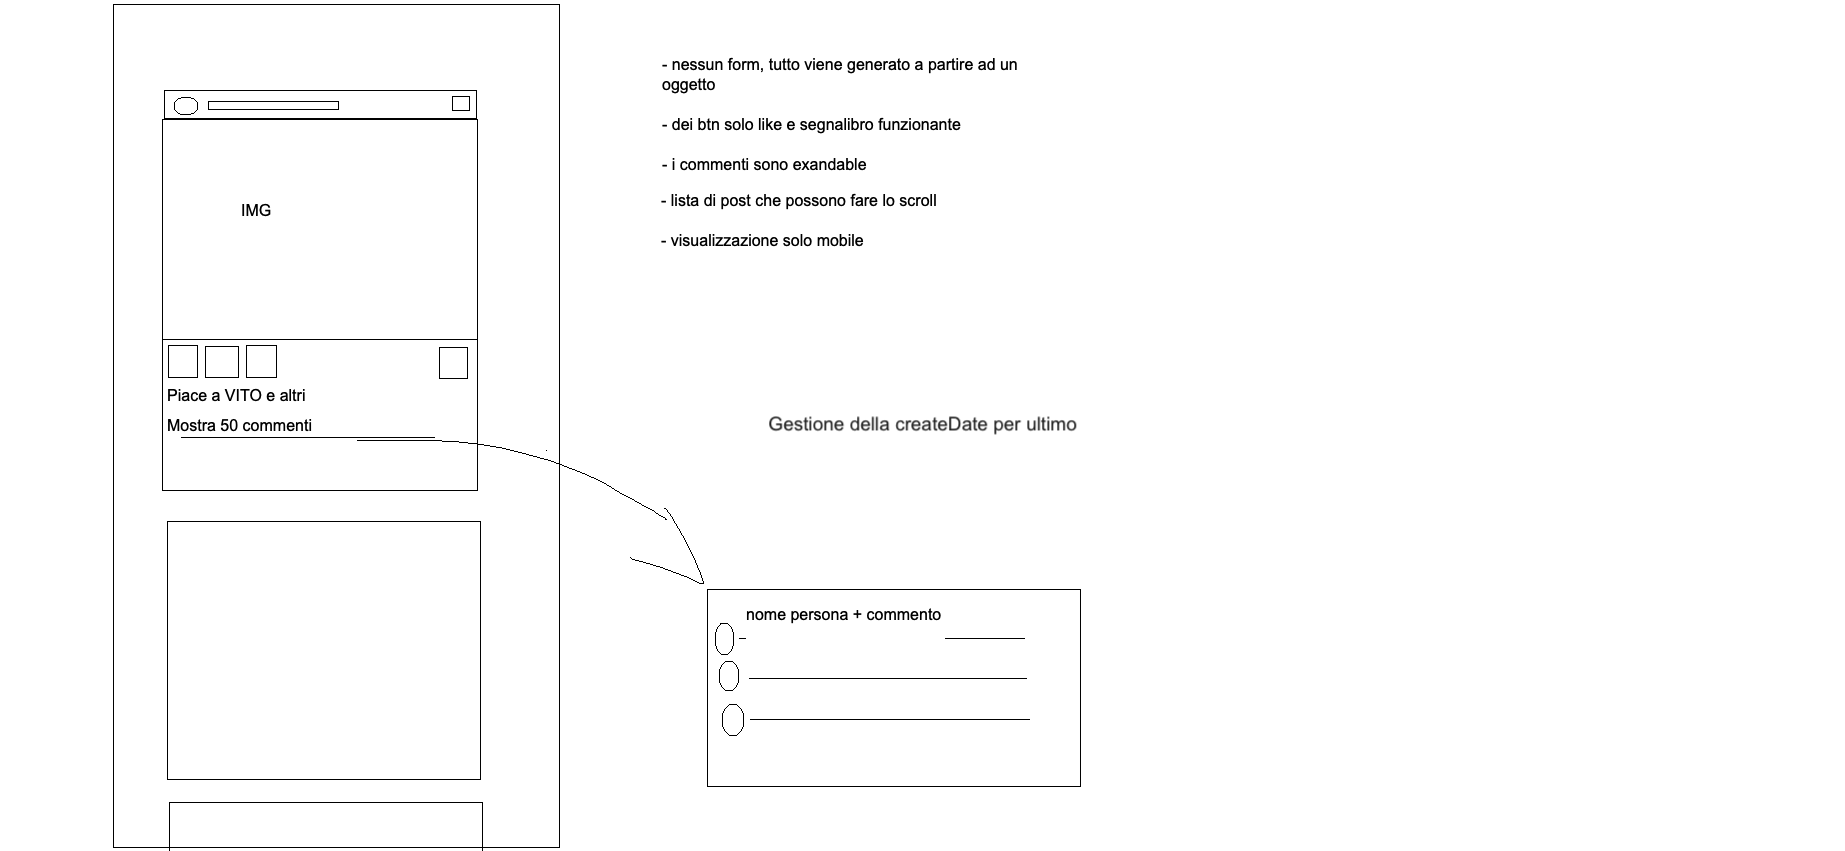 - nessun form, tutto viene generato a partire ad un
oggetto
- dei btn solo like e segnalibro funzionante
- i commenti sono exandable
- lista di post che possono fare lo scroll
- visualizzazione solo mobile
IMG
Piace a VITO e altri
Mostra 50 commenti
Gestione della createDate per ultimo
nome persona + commento